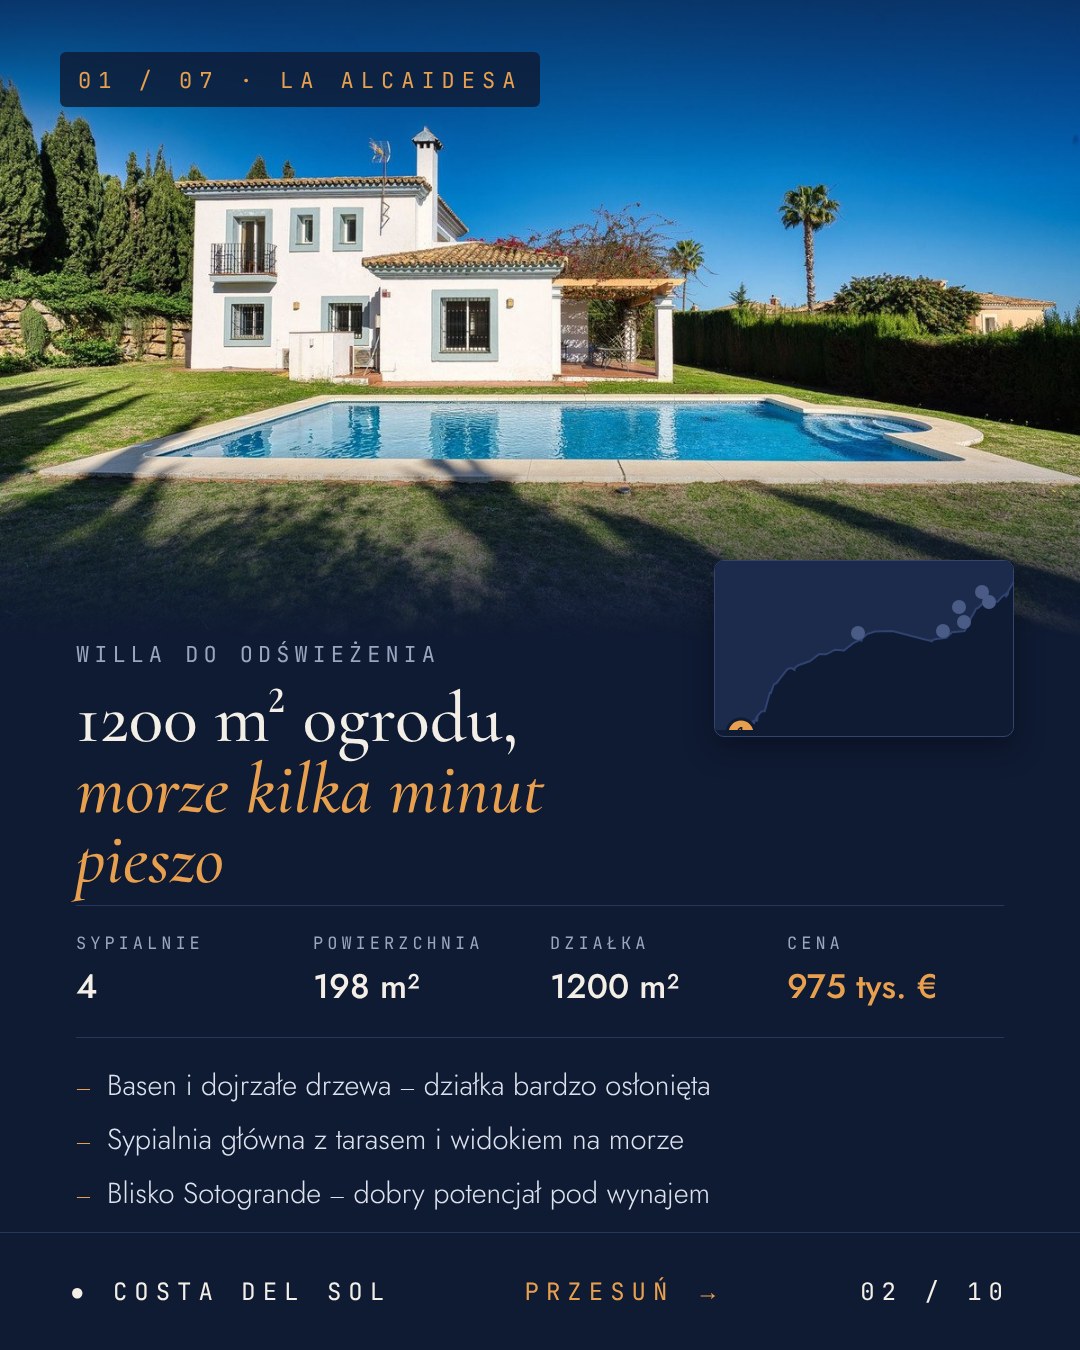 01 / 07 · LA ALCAIDESA
WILLA DO ODŚWIEŻENIA
1200 m² ogrodu,
morze kilka minut
pieszo
SYPIALNIE POWIERZCHNIA DZIAŁKA CENA
4 198 m² 1200 m² 975 tys. €
– Basen i dojrzałe drzewa – działka bardzo osłonięta
– Sypialnia główna z tarasem i widokiem na morze
– Blisko Sotogrande – dobry potencjał pod wynajem
• COSTA DEL SOL PRZESUŃ → 02 / 10